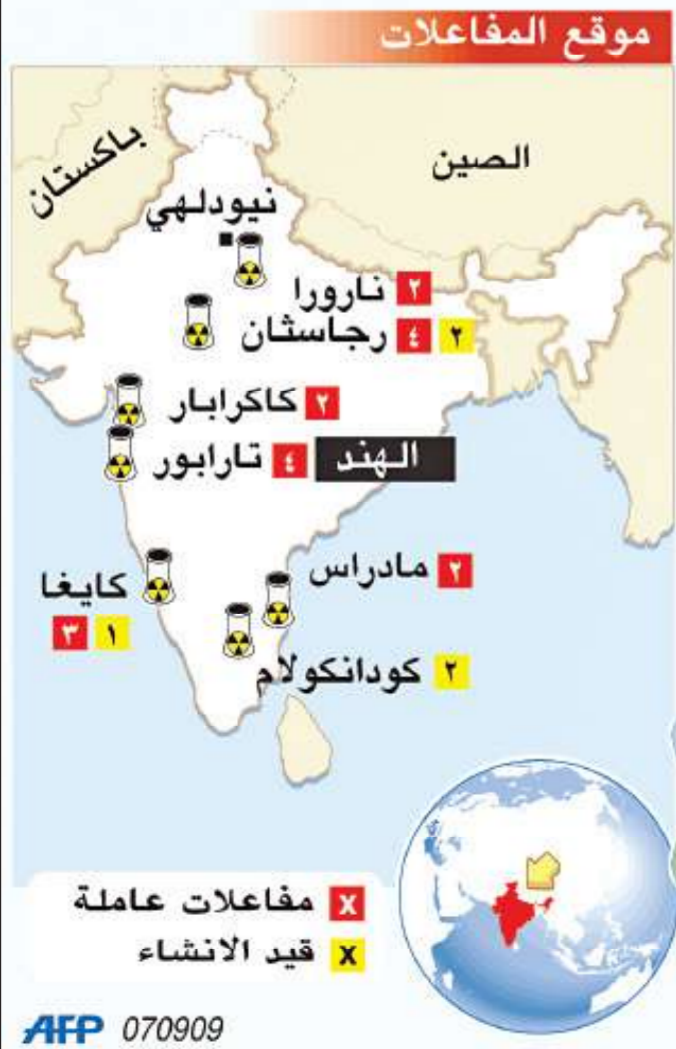 موقع المفاعلات
باكستان
الصين
نيودلهي
٢ نارورا
٢ ٤ رجاسثان
٢ كاكرابار
الهند
٤ تارابور
٢ مادراس
كايغا
١ ٣
٢ كودانكولام
X مفاعلات عاملة
X قيد الانشاء
AFP 070909